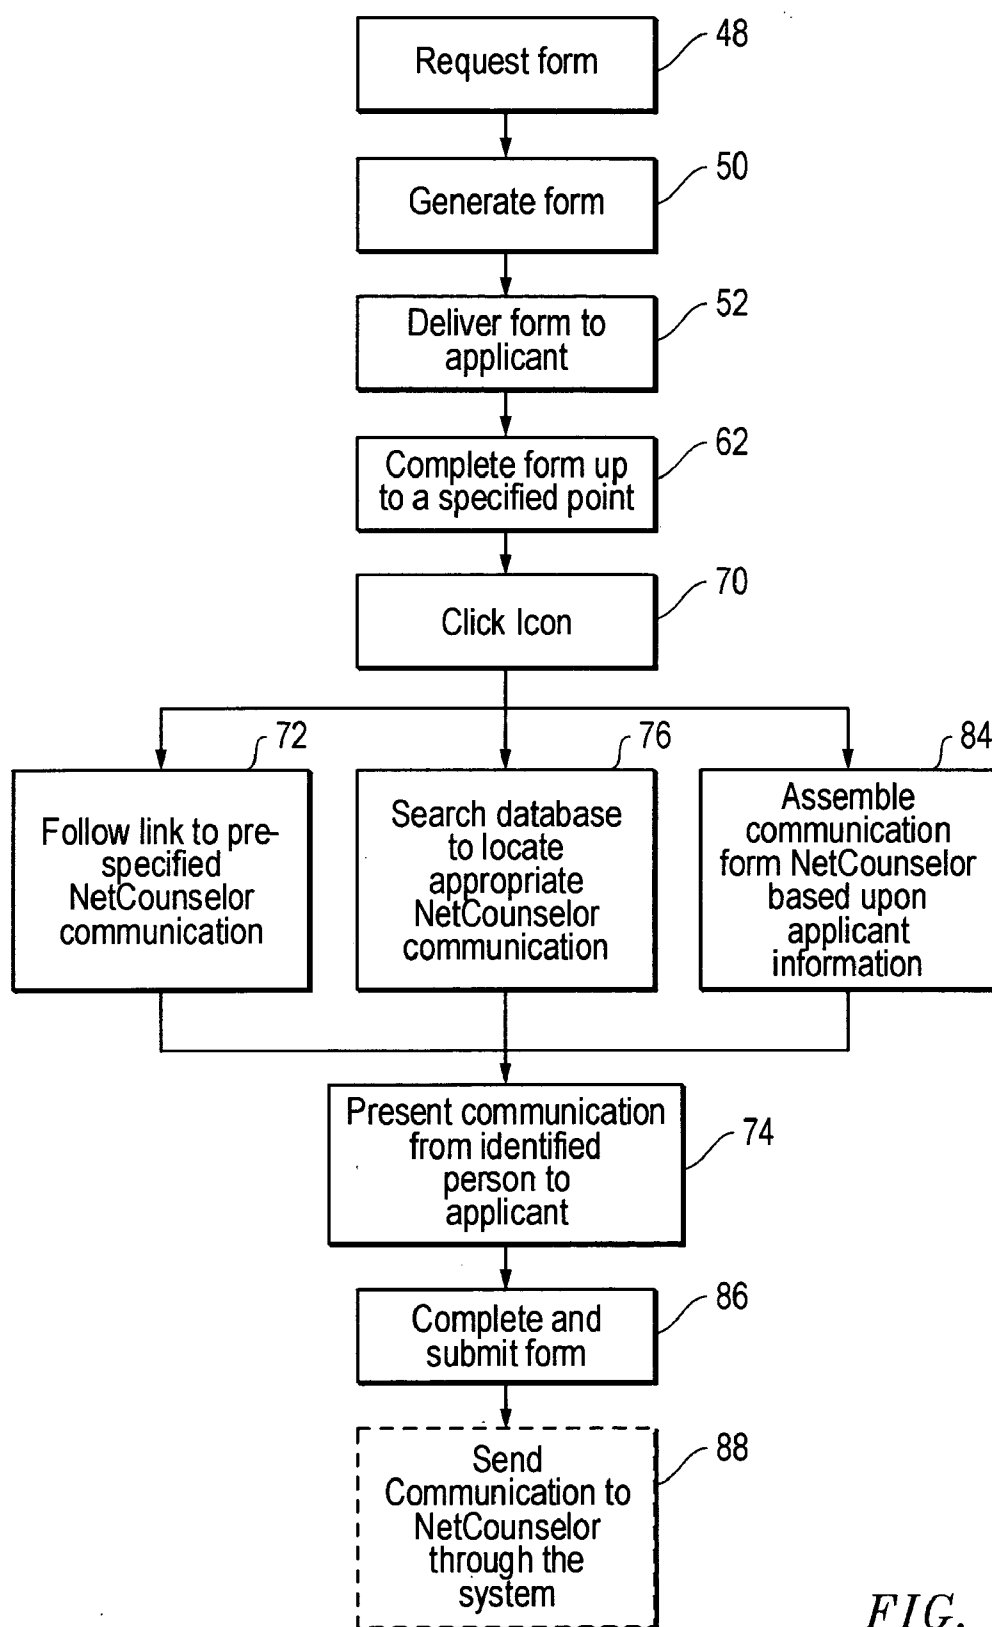 Request form
48
Generate form
50
Deliver form to
applicant
52
Complete form up
to a specified point
62
Click Icon
70
72
Follow link to pre-
specified
NetCounselor
communication
76
Search database
to locate
appropriate
NetCounselor
communication
84
Assemble
communication
form NetCounselor
based upon
applicant
information
Present communication
from identified
person to
applicant
74
Complete and
submit form
86
Send
Communication to
NetCounselor
through the
system
88
FIG.